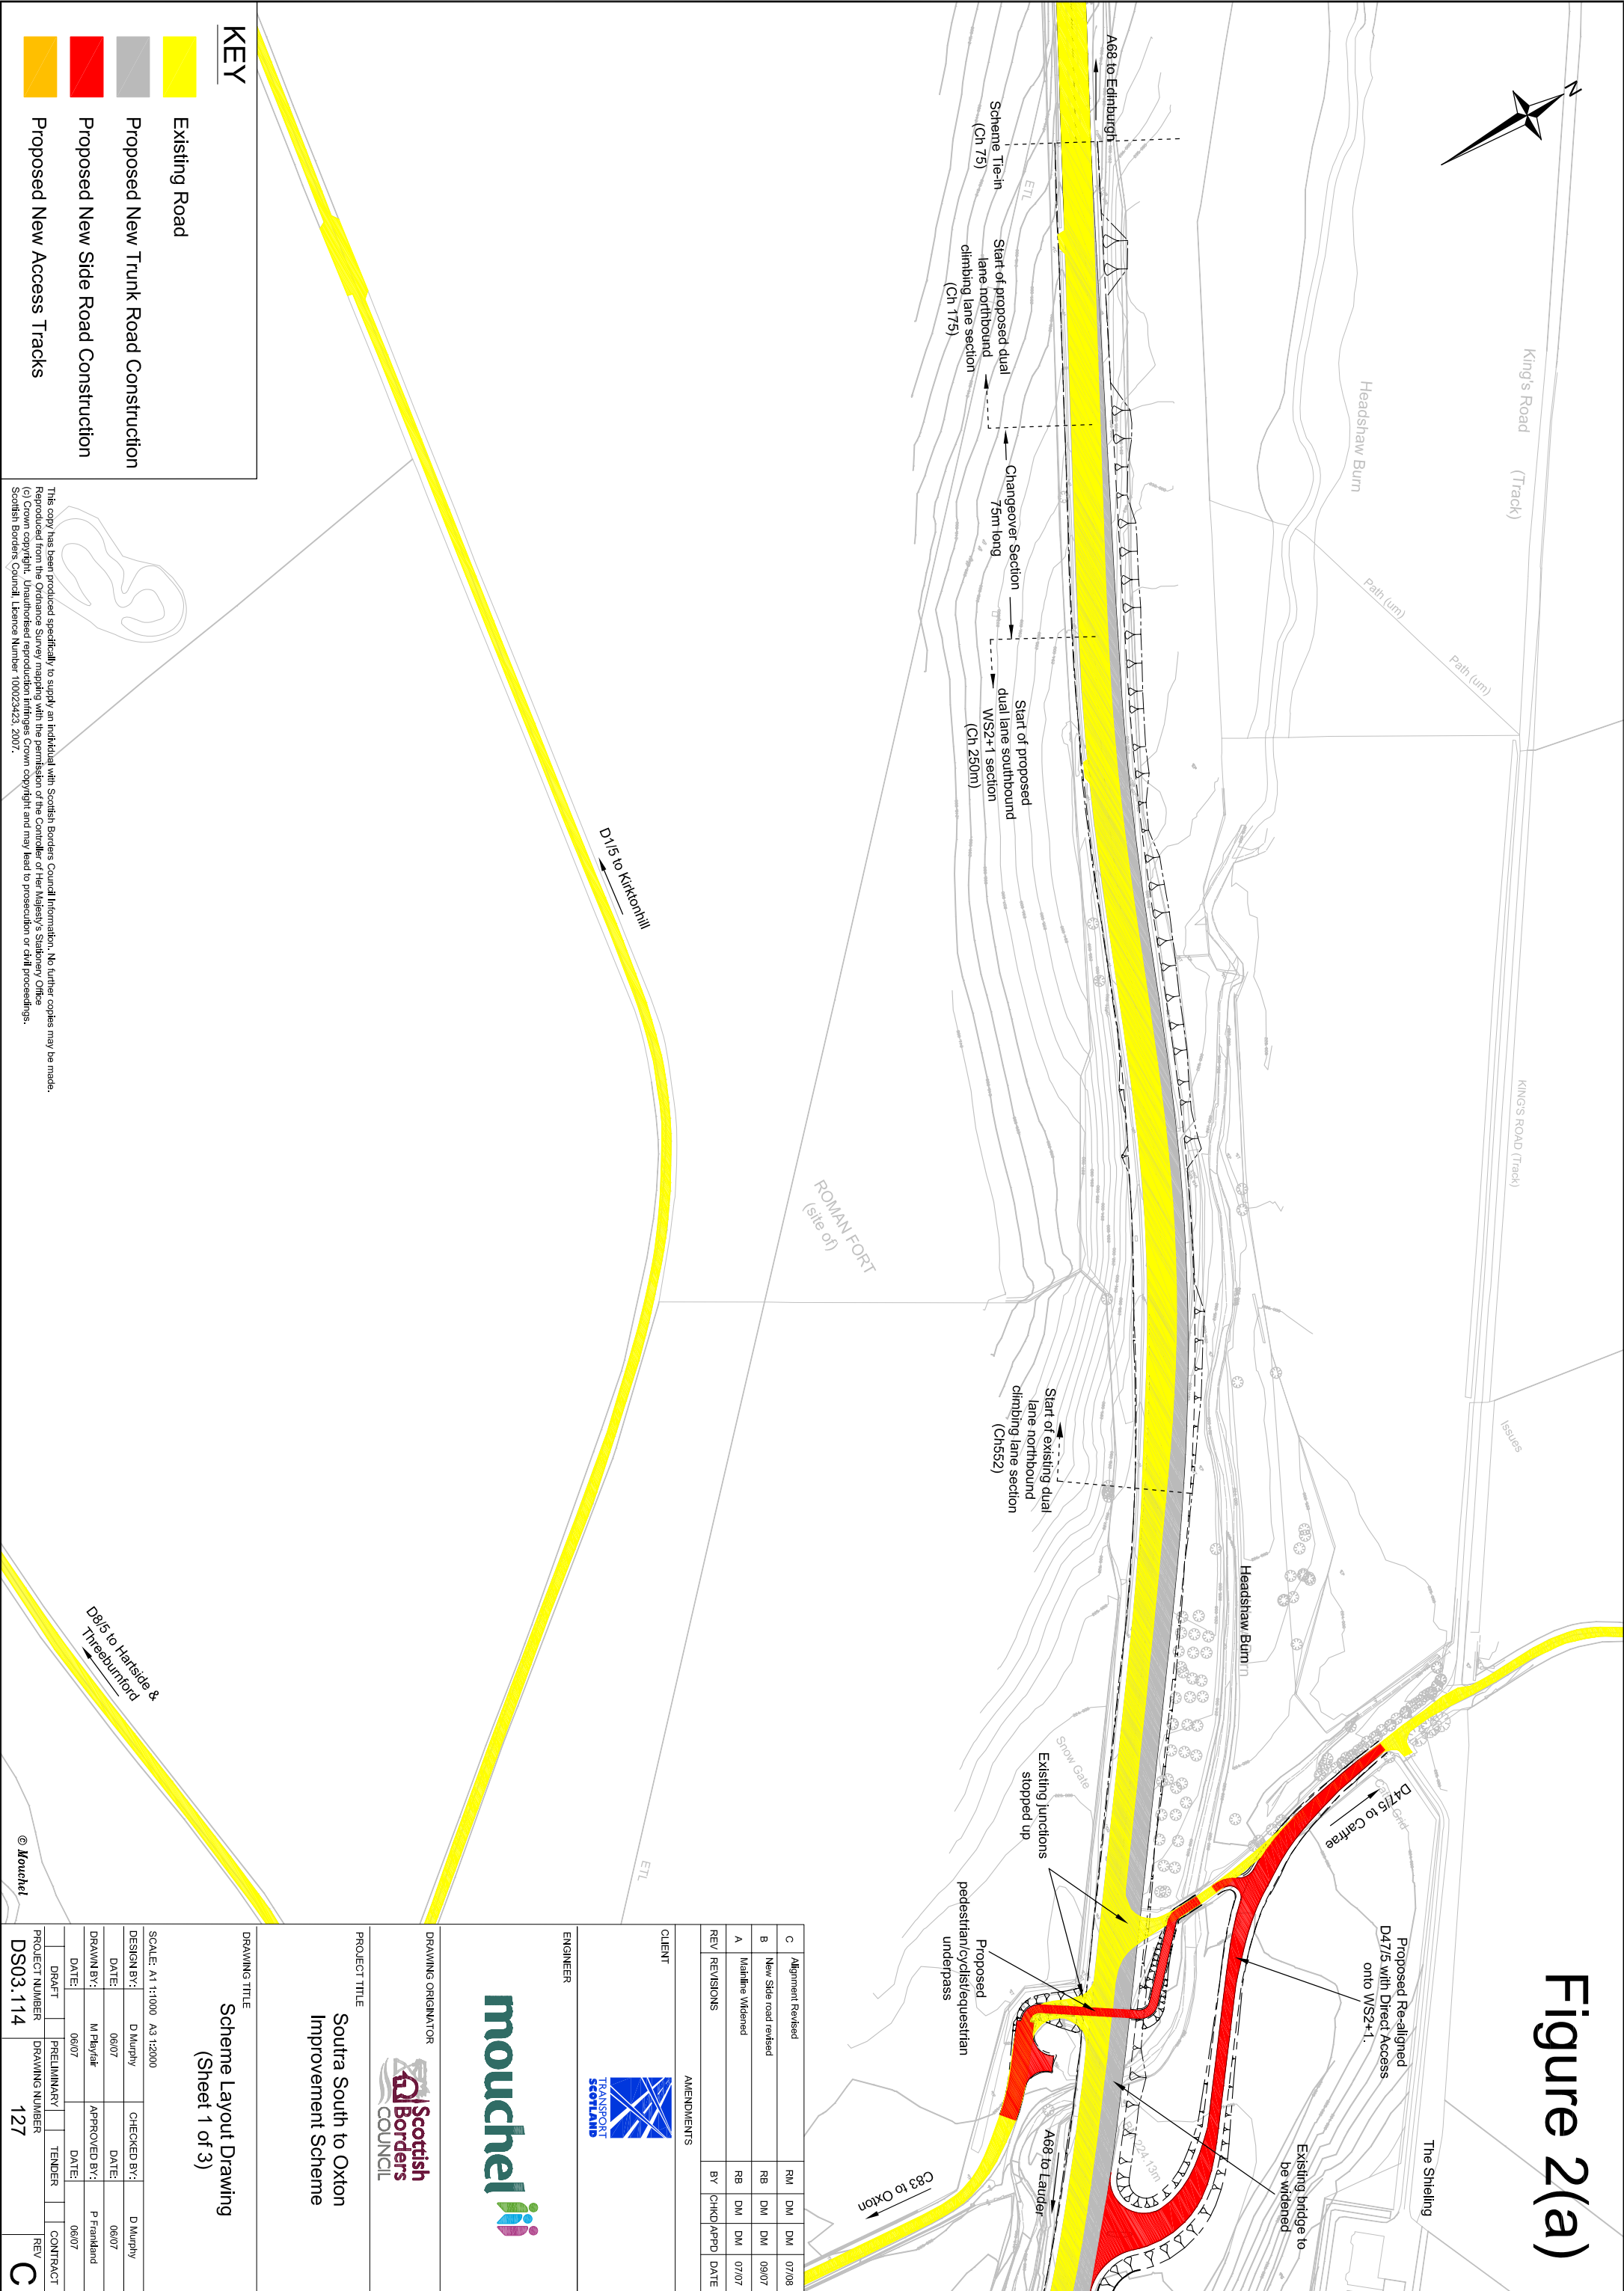 Figure 2(a)
N
King's Road (Track)
Headshaw Burn
Path (um)
Path (um)
KING'S ROAD (Track)
Issues
A68 to Edinburgh
Scheme Tie-in
(Ch 75)
ETL
Start of proposed dual
lane northbound
climbing lane section
(Ch 175)
Changeover Section
75m long
Start of proposed
dual lane southbound
WS2+1 section
(Ch 250m)
Start of existing dual
lane northbound
climbing lane section
(Ch552)
Headshaw Burn
D47/5 to Carfrae
Proposed Re-aligned
D47/5 with Direct Access
onto WS2+1.
The Shieling
Existing bridge to
be widened
224.13m
Snow Gate
Existing junctions
stopped up
Proposed
pedestrian/cyclist/equestrian
underpass
A68 to Lauder
C83 to Oxton
ROMAN FORT
(site of)
D1/5 to Kirktonhill
ETL
D8/5 to Hartside &
Threeburnford
KEY
Existing Road
Proposed New Trunk Road Construction
Proposed New Side Road Construction
Proposed New Access Tracks
This copy has been produced specifically to supply an individual with Scottish Borders Council Information. No further copies may be made.
Reproduced from the Ordnance Survey mapping with the permission of the Controller of Her Majesty's Stationery Office
(c) Crown copyright. Unauthorised reproduction infringes Crown copyright and may lead to prosecution or civil proceedings.
Scottish Borders Council, Licence Number 100023423, 2007.
© Mouchel
C Alignment Revised RM DM DM 07/08
B New Side road revised RB DM DM 09/07
A Mainline Widened RB DM DM 07/07
REV REVISIONS BY CHKD APPD DATE
AMENDMENTS
CLIENT
TRANSPORT
SCOTLAND
ENGINEER
mouchel
DRAWING ORIGINATOR
Scottish
Borders
COUNCIL
PROJECT TITLE
Soutra South to Oxton
Improvement Scheme
DRAWING TITLE
Scheme Layout Drawing
(Sheet 1 of 3)
SCALE: A1 1:1000 A3 1:2000
DESIGN BY: D Murphy CHECKED BY: D Murphy
DATE: 06/07 DATE: 06/07
DRAWN BY: M Playfair APPROVED BY: P Frankland
DATE: 06/07 DATE: 06/07
DRAFT PRELIMINARY TENDER CONTRACT
PROJECT NUMBER DRAWING NUMBER REV
DS03.114 127 C